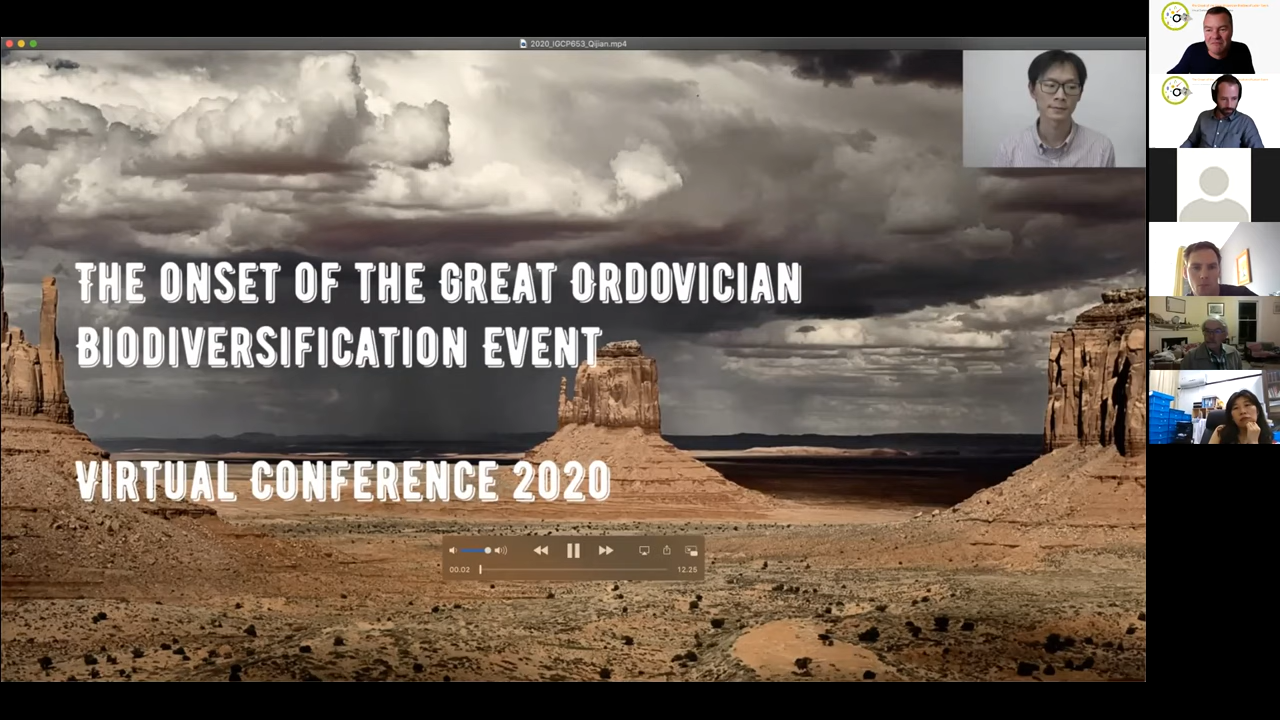 2020_IGCP653_Qijian.mp4
THE ONSET OF THE GREAT ORDOVICIAN
BIODIVERSIFICATION EVENT
VIRTUAL CONFERENCE 2020
00.02
12.25